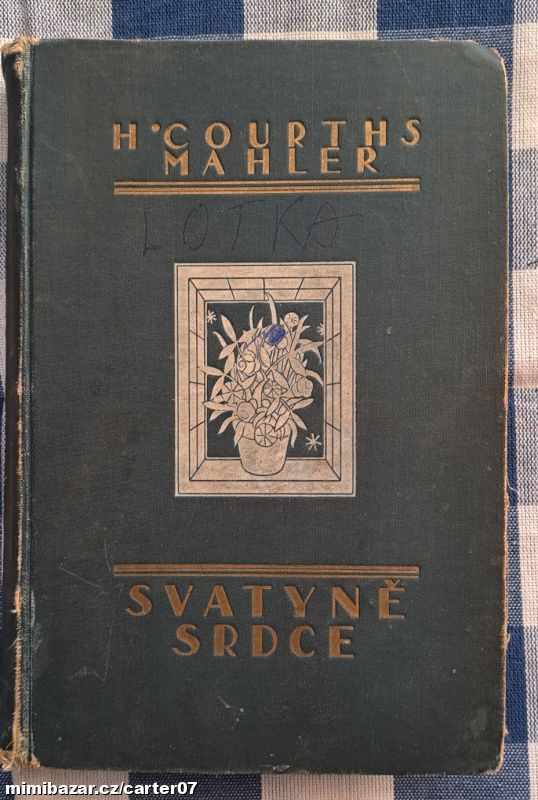 H. COURTHS
MAHLER
LOTKA
SVATYNĚ
SRDCE
mimibazar.cz/carter07